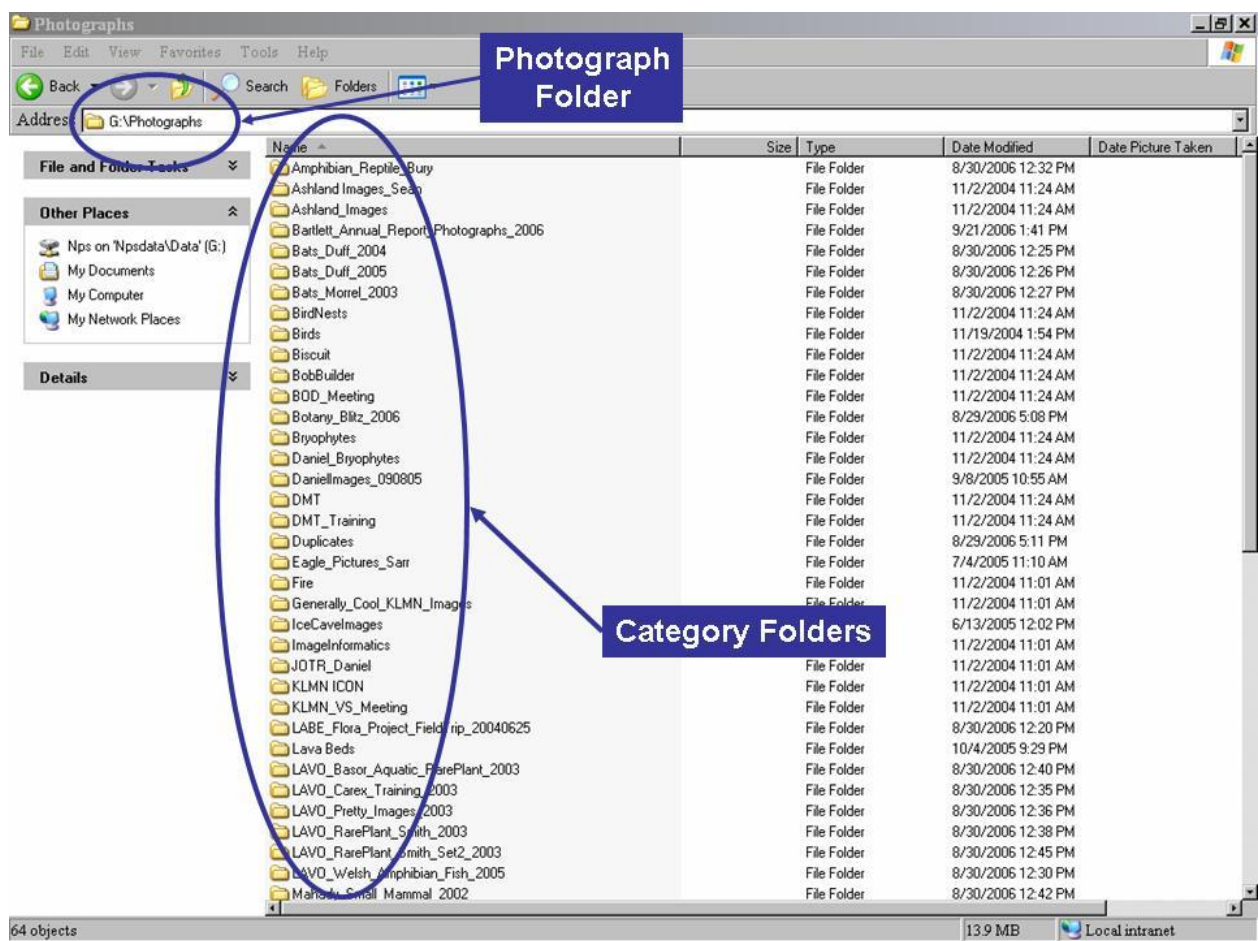 Photographs
File Edit View Favorites Tools Help
Photograph Folder
Back Search Folders
Address G:\Photographs
Name Size Type Date Modified Date Picture Taken
File and Folder Tasks
Other Places
Nps on 'Npsdata\Data' (G:)
My Documents
My Computer
My Network Places
Details
Amphibian_Reptile_Bury File Folder 8/30/2006 12:32 PM
Ashland Images_Sean File Folder 11/2/2004 11:24 AM
Ashland_Images File Folder 11/2/2004 11:24 AM
Bartlett_Annual_Report_Photographs_2006 File Folder 9/21/2006 1:41 PM
Bats_Duff_2004 File Folder 8/30/2006 12:25 PM
Bats_Duff_2005 File Folder 8/30/2006 12:26 PM
Bats_Morrel_2003 File Folder 8/30/2006 12:27 PM
BirdNests File Folder 11/2/2004 11:24 AM
Birds File Folder 11/19/2004 1:54 PM
Biscuit File Folder 11/2/2004 11:24 AM
BobBuilder File Folder 11/2/2004 11:24 AM
BOD_Meeting File Folder 11/2/2004 11:24 AM
Botany_Blitz_2006 File Folder 8/29/2006 5:08 PM
Bryophytes File Folder 11/2/2004 11:24 AM
Daniel_Bryophytes File Folder 11/2/2004 11:24 AM
DanielImages_090805 File Folder 9/8/2005 10:55 AM
DMT File Folder 11/2/2004 11:24 AM
DMT_Training File Folder 11/2/2004 11:24 AM
Duplicates File Folder 8/29/2006 5:11 PM
Eagle_Pictures_Sarr File Folder 7/4/2005 11:10 AM
Fire File Folder 11/2/2004 11:01 AM
Generally_Cool_KLMN_Images File Folder 11/2/2004 11:01 AM
IceCaveImages 6/13/2005 12:02 PM
ImageInformatics 11/2/2004 11:01 AM
Category Folders
JOTR_Daniel File Folder 11/2/2004 11:01 AM
KLMN ICON File Folder 11/2/2004 11:01 AM
KLMN_VS_Meeting File Folder 11/2/2004 11:01 AM
LABE_Flora_Project_FieldTrip_20040625 File Folder 8/30/2006 12:20 PM
Lava Beds File Folder 10/4/2005 9:29 PM
LAVO_Basor_Aquatic_RarePlant_2003 File Folder 8/30/2006 12:40 PM
LAVO_Carex_Training_2003 File Folder 8/30/2006 12:35 PM
LAVO_Pretty_Images_2003 File Folder 8/30/2006 12:36 PM
LAVO_RarePlant_Smith_2003 File Folder 8/30/2006 12:38 PM
LAVO_RarePlant_Smith_Set2_2003 File Folder 8/30/2006 12:45 PM
LAVO_Welsh_Amphibian_Fish_2005 File Folder 8/30/2006 12:30 PM
Mahady_Small_Mammal_2002 File Folder 8/30/2006 12:42 PM
64 objects 13.9 MB Local intranet